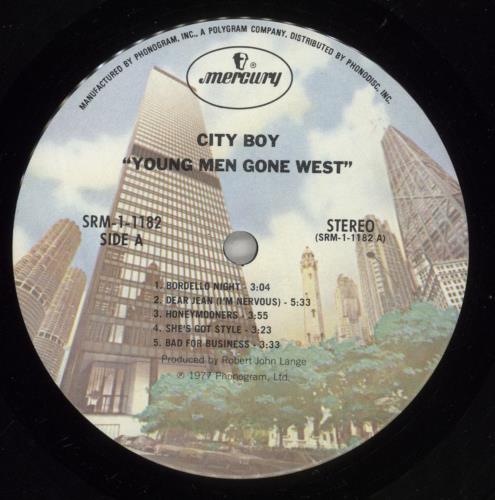 MANUFACTURED BY PHONOGRAM, INC., A POLYGRAM COMPANY. DISTRIBUTED BY PHONODISC, INC.
mercury ®
CITY BOY
"YOUNG MEN GONE WEST"
SRM-1-1182
SIDE A
STEREO
(SRM-1-1182 A)
1. BORDELLO NIGHT - 3:04
2. DEAR JEAN (I'M NERVOUS) - 5:33
3. HONEYMOONERS - 3:55
4. SHE'S GOT STYLE - 3:23
5. BAD FOR BUSINESS - 3:33
Produced by Robert John Lange
℗ 1977 Phonogram, Ltd.